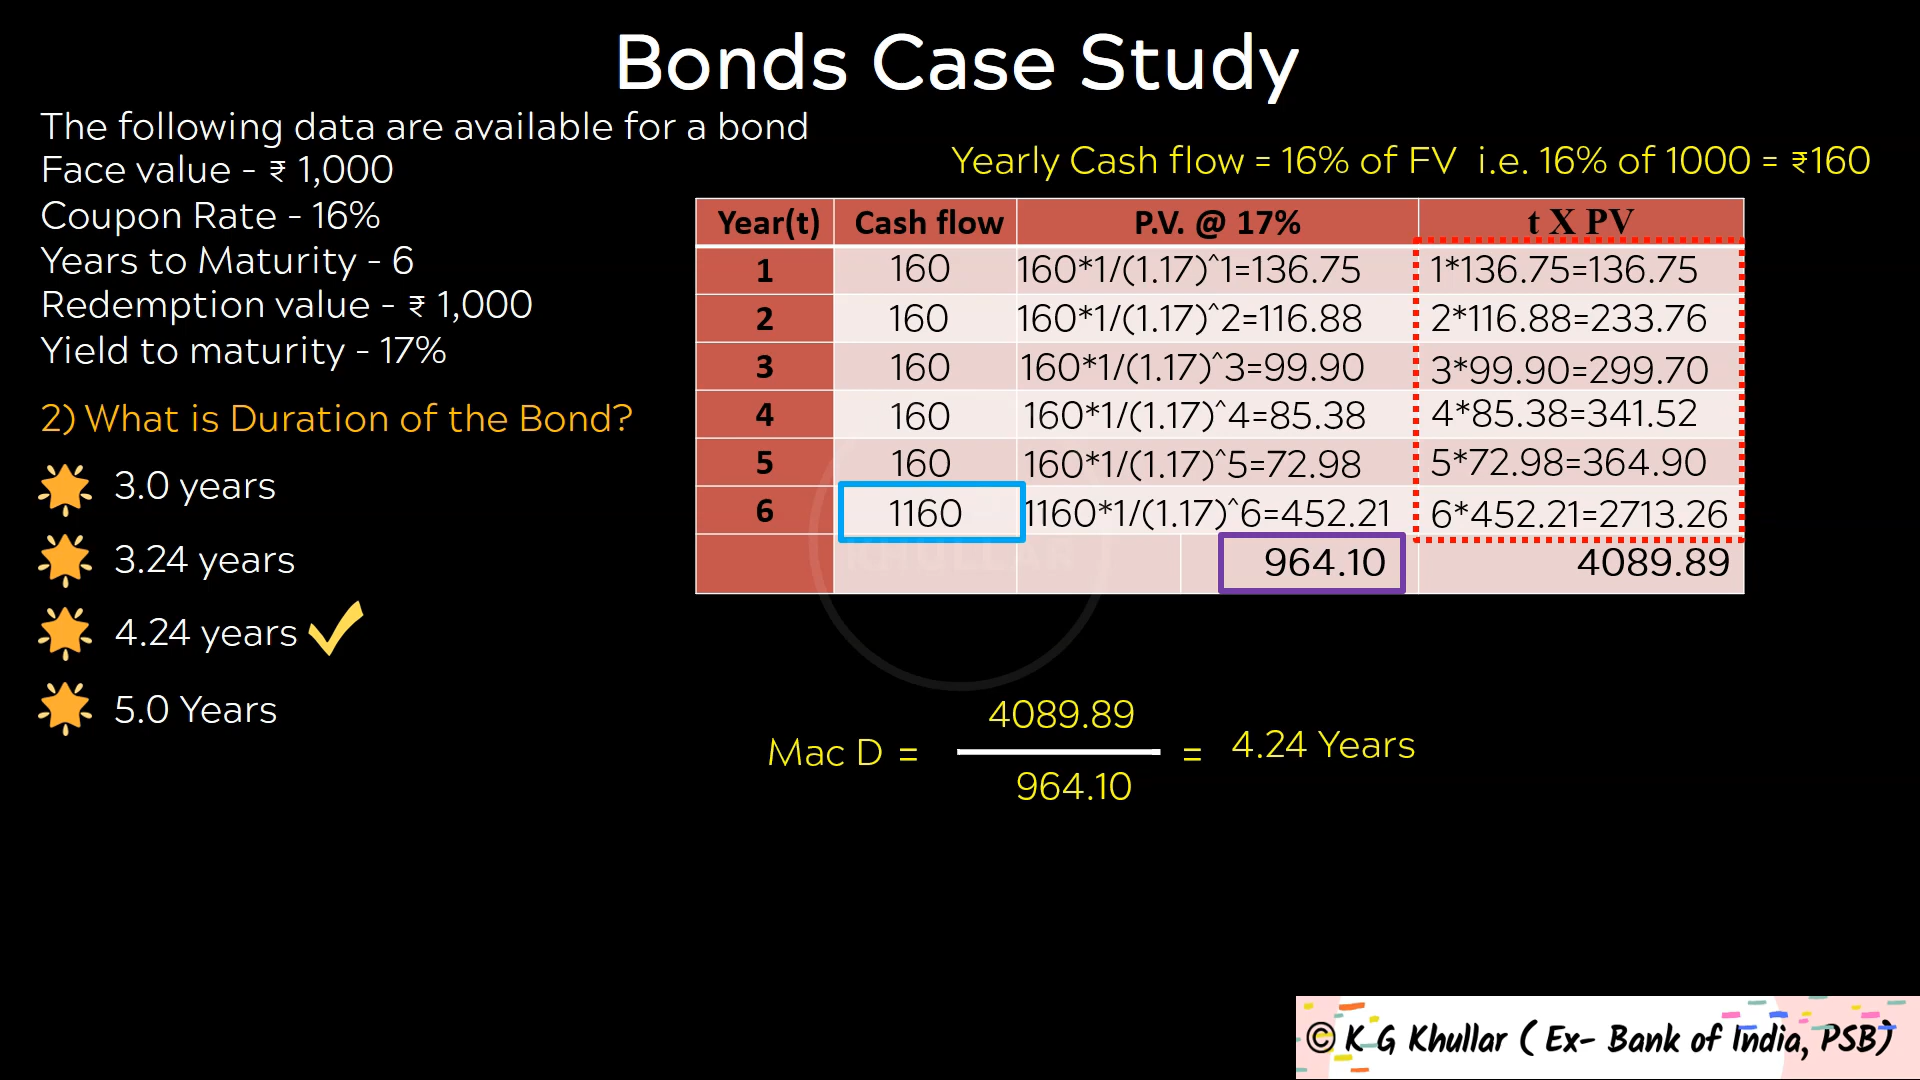 Bonds Case Study
The following data are available for a bond
Face value - ₹ 1,000
Coupon Rate - 16%
Years to Maturity - 6
Redemption value - ₹ 1,000
Yield to maturity - 17%
2) What is Duration of the Bond?
3.0 years
3.24 years
4.24 years
5.0 Years
Yearly Cash flow = 16% of FV i.e. 16% of 1000 = ₹160
Year(t) Cash flow P.V. @ 17% t X PV
1 160 160*1/(1.17)^1=136.75 1*136.75=136.75
2 160 160*1/(1.17)^2=116.88 2*116.88=233.76
3 160 160*1/(1.17)^3=99.90 3*99.90=299.70
4 160 160*1/(1.17)^4=85.38 4*85.38=341.52
5 160 160*1/(1.17)^5=72.98 5*72.98=364.90
6 1160 1160*1/(1.17)^6=452.21 6*452.21=2713.26
964.10 4089.89
KHULLAR
4089.89
Mac D = = 4.24 Years
964.10
© K G Khullar ( Ex- Bank of India, PSB)